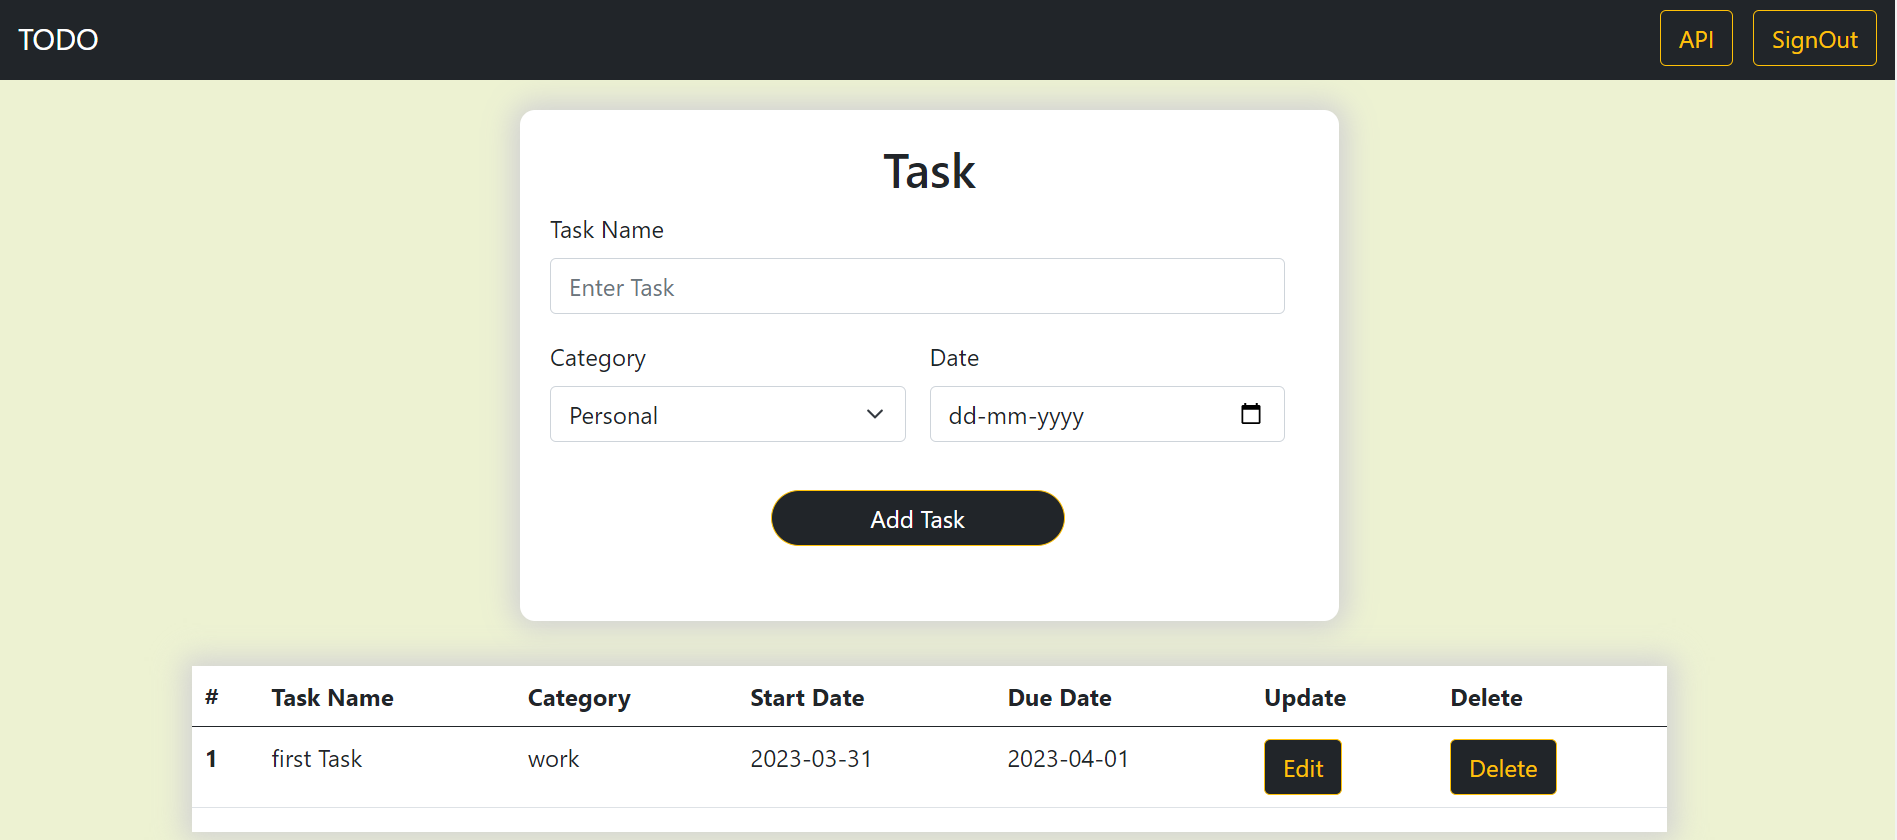 TODO API SignOut
Task
Task Name
Enter Task
Category Date
Personal dd-mm-yyyy
Add Task
# Task Name Category Start Date Due Date Update Delete
1 first Task work 2023-03-31 2023-04-01 Edit Delete